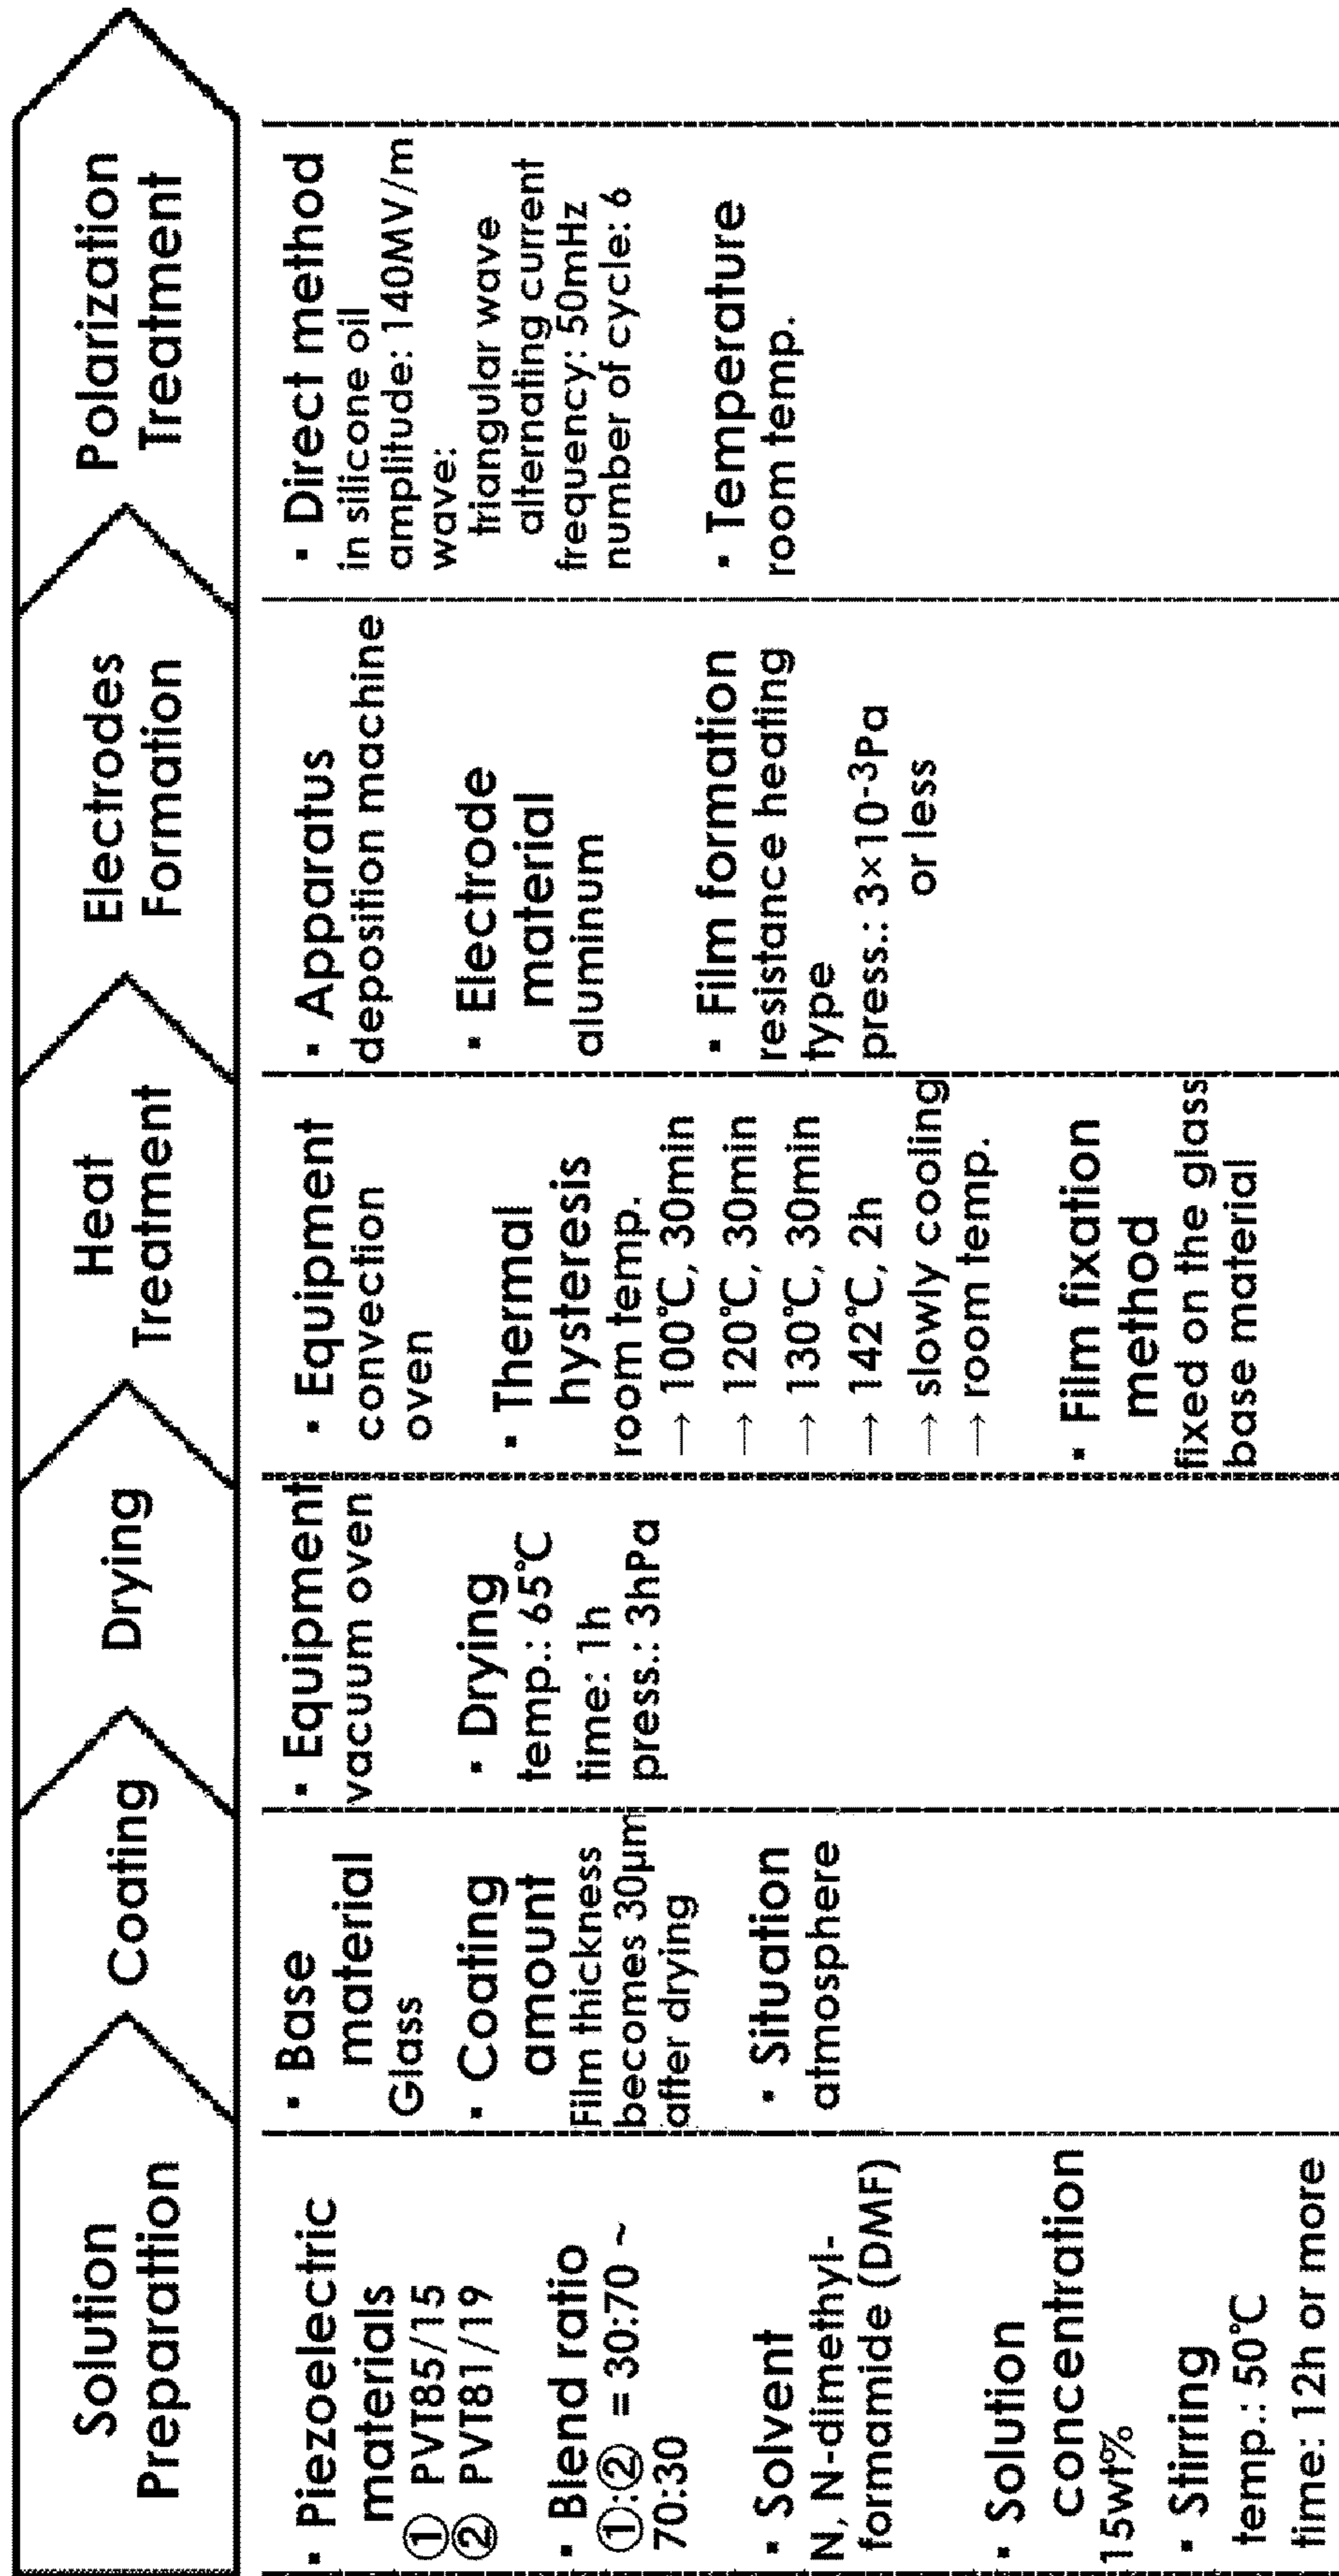 Solution
Preparattion
Coating
Drying
Heat
Treatment
Electrodes
Formation
Polarization
Treatment
▪ Piezoelectric
materials
① PVT85/15
② PVT81/19
▪ Blend ratio
①:② = 30:70 ~
70:30
▪ Solvent
N, N-dimethyl-
formamide (DMF)
▪ Solution
concentration
15wt%
▪ Stirring
temp.: 50℃
time: 12h or more
▪ Base
material
Glass
▪ Coating
amount
Film thickness
becomes 30μm
after drying
▪ Situation
atmosphere
▪ Equipment
vacuum oven
▪ Drying
temp.: 65℃
time: 1h
press.: 3hPa
▪ Equipment
convection
oven
▪ Thermal
hysteresis
room temp.
→ 100℃, 30min
→ 120℃, 30min
→ 130℃, 30min
→ 142℃, 2h
→ slowly cooling
→ room temp.
▪ Film fixation
method
fixed on the glass
base material
▪ Apparatus
deposition machine
▪ Electrode
material
aluminum
▪ Film formation
resistance heating
type
press.: 3×10⁻³Pa
or less
▪ Direct method
in silicone oil
amplitude: 140MV/m
wave:
triangular wave
alternating current
frequency: 50mHz
number of cycle: 6
▪ Temperature
room temp.